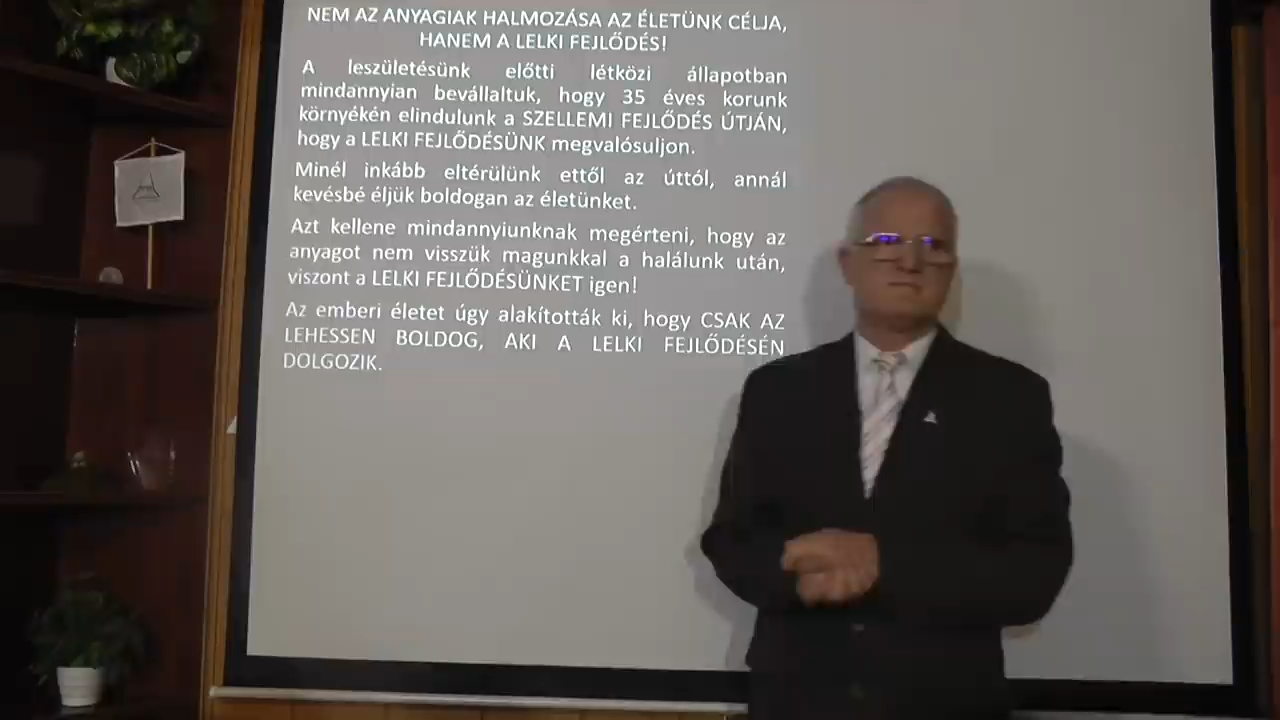 NEM AZ ANYAGIAK HALMOZÁSA AZ ÉLETÜNK CÉLJA,
HANEM A LELKI FEJLŐDÉS!
A leszületésünk előtti létközi állapotban
mindannyian bevállaltuk, hogy 35 éves korunk
környékén elindulunk a SZELLEMI FEJLŐDÉS ÚTJÁN,
hogy a LELKI FEJLŐDÉSÜNK megvalósuljon.
Minél inkább eltérülünk ettől az úttól, annál
kevésbé éljük boldogan az életünket.
Azt kellene mindannyiunknak megérteni, hogy az
anyagot nem visszük magunkkal a halálunk után,
viszont a LELKI FEJLŐDÉSÜNKET igen!
Az emberi életet úgy alakították ki, hogy CSAK AZ
LEHESSEN BOLDOG, AKI A LELKI FEJLŐDÉSÉN
DOLGOZIK.